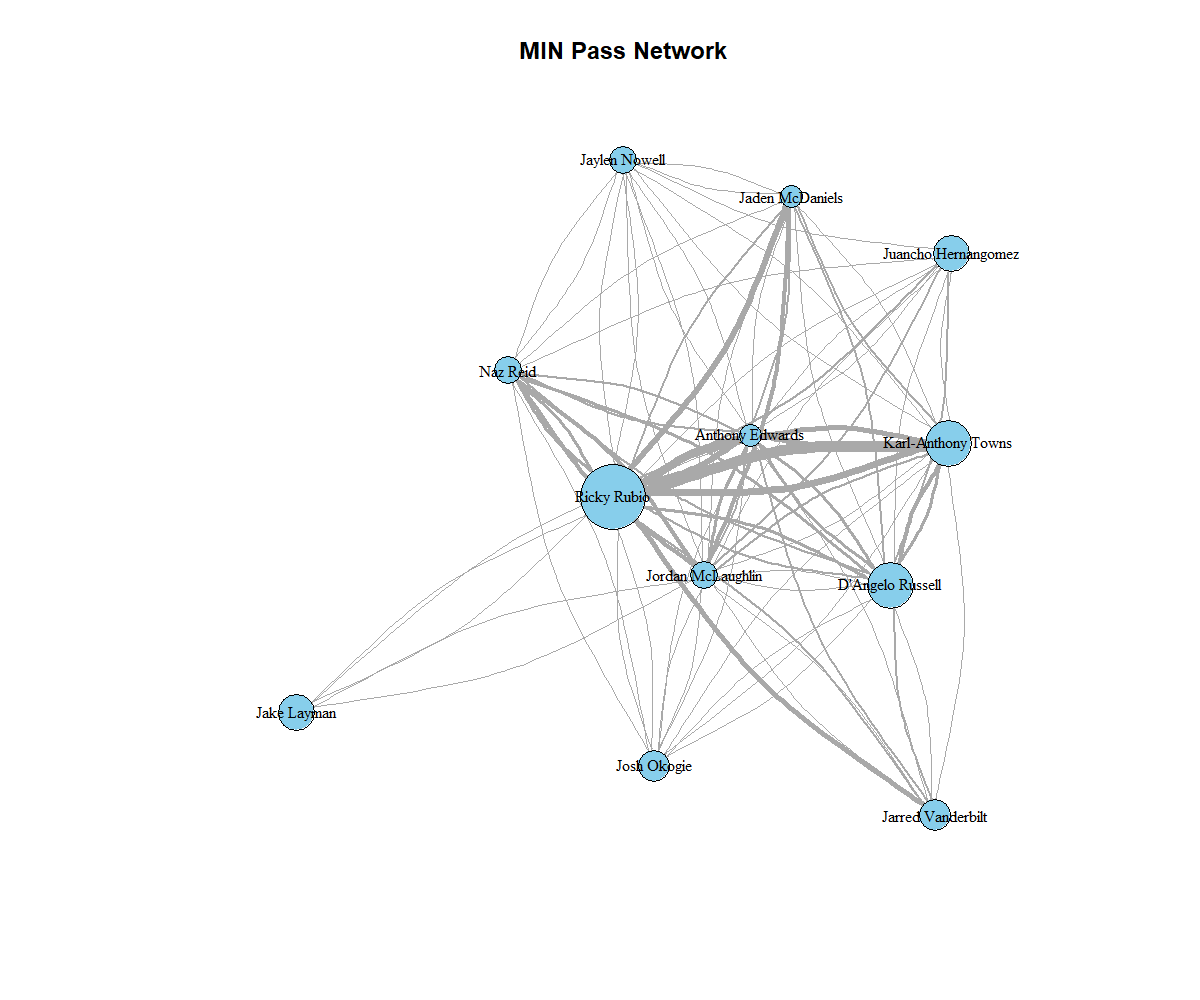 MIN Pass Network
Jaylen Nowell
Jaden McDaniels
Juancho Hernangomez
Naz Reid
Anthony Edwards
Karl-Anthony Towns
Ricky Rubio
Jordan McLaughlin
D'Angelo Russell
Jake Layman
Josh Okogie
Jarred Vanderbilt